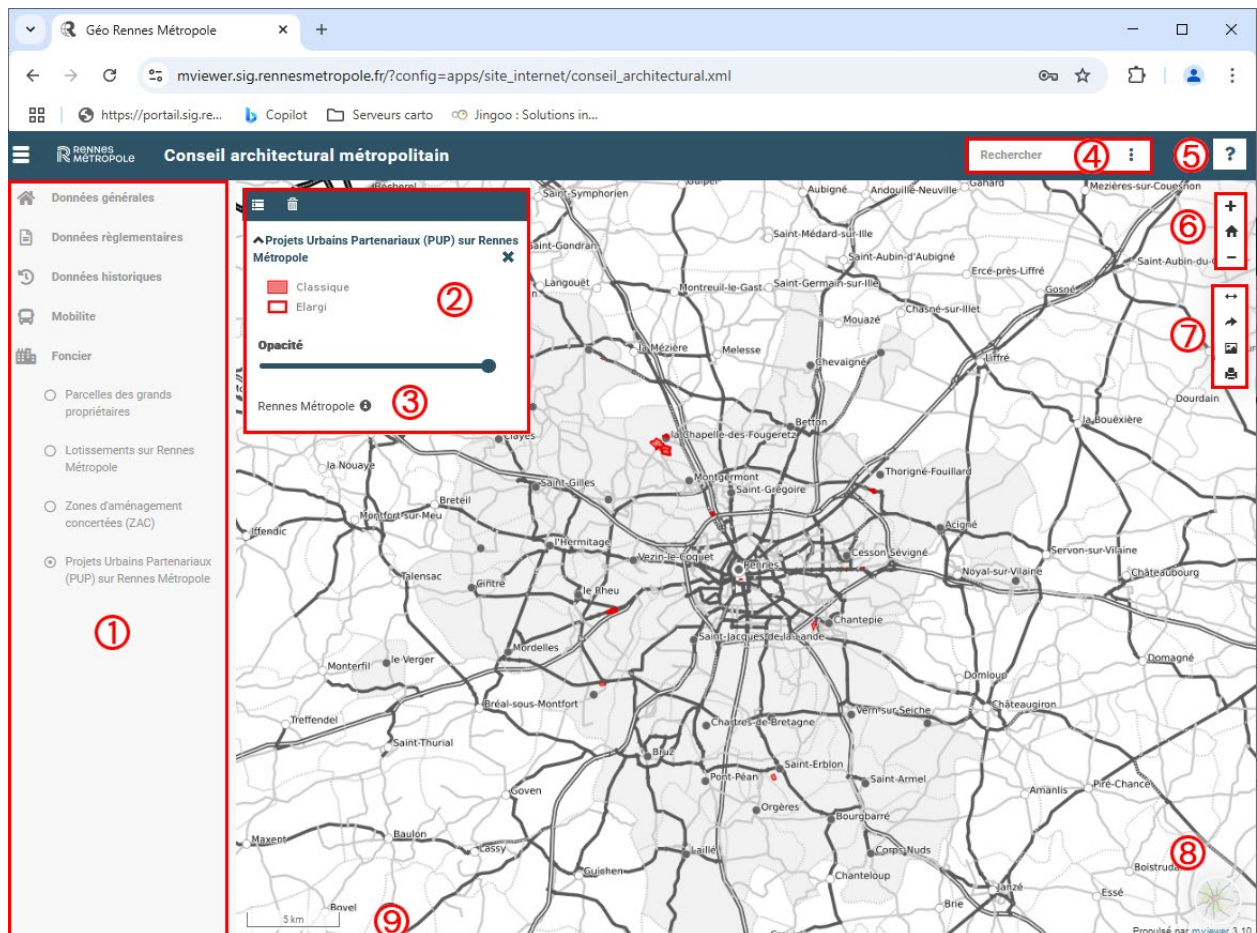 Géo Rennes Métropole
mviewer.sig.rennesmetropole.fr/?config=apps/site_internet/conseil_architectural.xml
https://portail.sig.re...
Copilot
Serveurs carto
Jingoo : Solutions in...
RENNES
MÉTROPOLE
Conseil architectural métropolitain
Rechercher
④
⑤
?
Données générales
Données règlementaires
Données historiques
Mobilite
Foncier
Parcelles des grands
propriétaires
Lotissements sur Rennes
Métropole
Zones d'aménagement
concertées (ZAC)
Projets Urbains Partenariaux
(PUP) sur Rennes Métropole
①
Projets Urbains Partenariaux (PUP) sur Rennes
Métropole
Classique
Elargi
②
Opacité
Rennes Métropole
③
Saint-Symphorien
Aubigné
Andouillé-Neuville
Mézières-sur-Couesnon
Saint-Médard-sur-Ille
Saint-Gondran
Saint-Aubin-d'Aubigné
Saint-Aubin-du
⑥
Ercé-près-Liffré
Langouët
Montreuil-le-Gast
Saint-Germain-sur-Ille
Gosné
Chasné-sur-Illet
Mouazé
⑦
la Mézière
Melesse
Chevaigné
Liffré
Dourdain
la Bouëxière
Betton
Clayes
la Chapelle-des-Fougeretz
la Nouaye
Thorigné-Fouillard
Montgermont
Saint-Gilles
Saint-Grégoire
Breteil
Montfort-sur-Meu
Acigné
Iffendic
l'Hermitage
Vezin-le-Coquet
Cesson-Sévigné
Servon-sur-Vilaine
Rennes
Noyal-sur-Vilaine
Châteaubourg
Talensac
Cintré
le Rheu
Chantepie
Saint-Jacques-de-la-Lande
Mordelles
Monterfil
le Verger
Domagné
Domloup
Bréal-sous-Montfort
Châteaugiron
Treffendel
Vern-sur-Seiche
Chartres-de-Bretagne
Saint-Thurial
Bruz
Saint-Erblon
Pont-Péan
Saint-Armel
Piré-Chancé
Goven
Amanlis
Orgères
Bourgbarré
Maxent
Baulon
Lassy
Laillé
Corps-Nuds
⑧
Guichen
Chanteloup
Boistrudan
Janzé
Essé
Bovel
Brie
5 km
⑨
Propulsé par mviewer 3.10